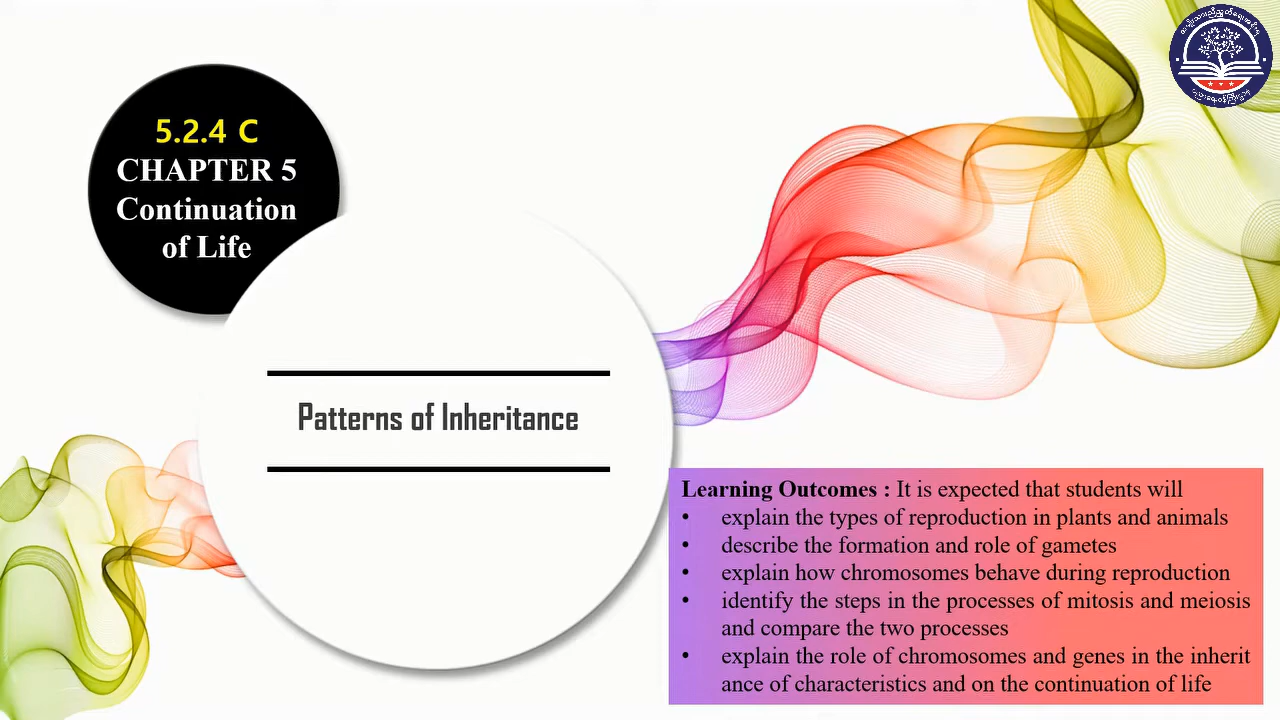 5.2.4 C
CHAPTER 5
Continuation
of Life
Patterns of Inheritance
Learning Outcomes : It is expected that students will
• explain the types of reproduction in plants and animals
• describe the formation and role of gametes
• explain how chromosomes behave during reproduction
• identify the steps in the processes of mitosis and meiosis
and compare the two processes
• explain the role of chromosomes and genes in the inherit
ance of characteristics and on the continuation of life